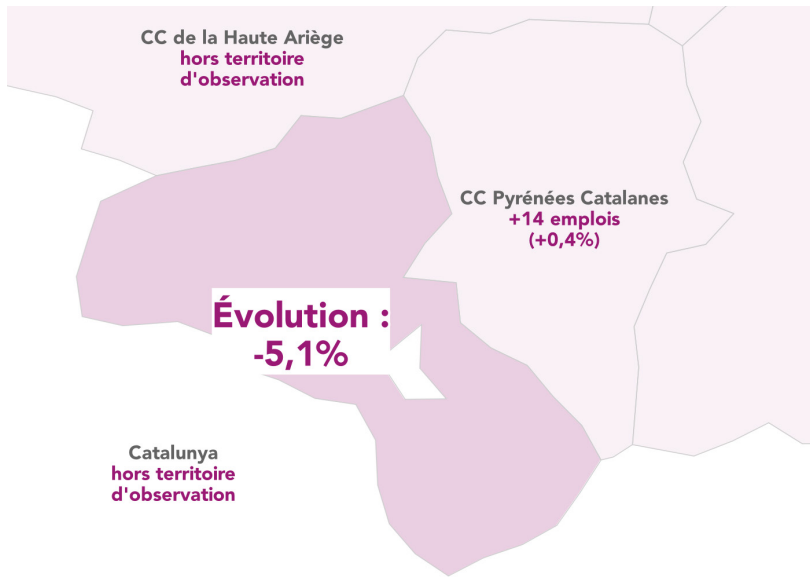 CC de la Haute Ariège
hors territoire
d'observation
CC Pyrénées Catalanes
+14 emplois
(+0,4%)
Évolution :
-5,1%
Catalunya
hors territoire
d'observation